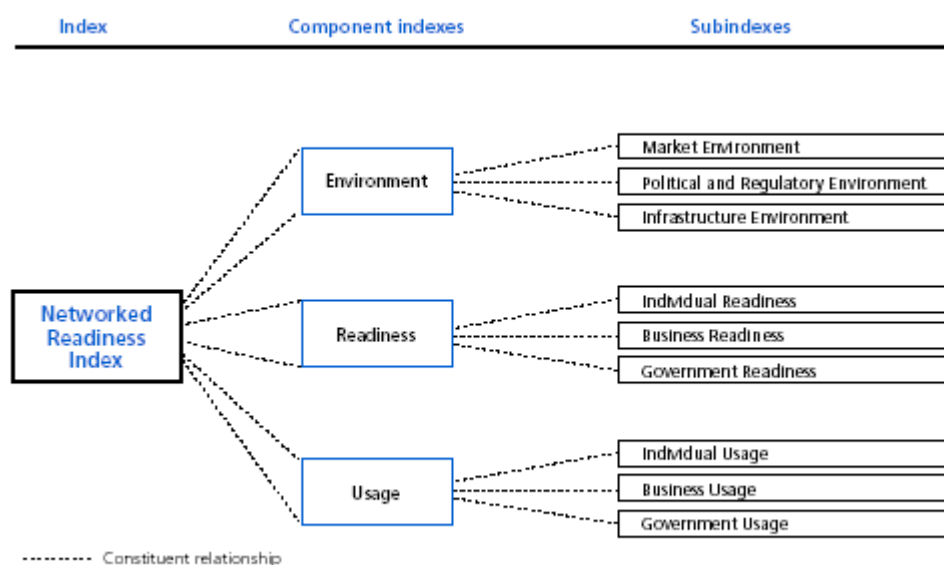 Index
Component indexes
Subindexes
Market Environment
Environment
Political and Regulatory Environment
Infrastructure Environment
Networked
Readiness
Index
Individual Readiness
Readiness
Business Readiness
Government Readiness
Individual Usage
Usage
Business Usage
Government Usage
Constituent relationship